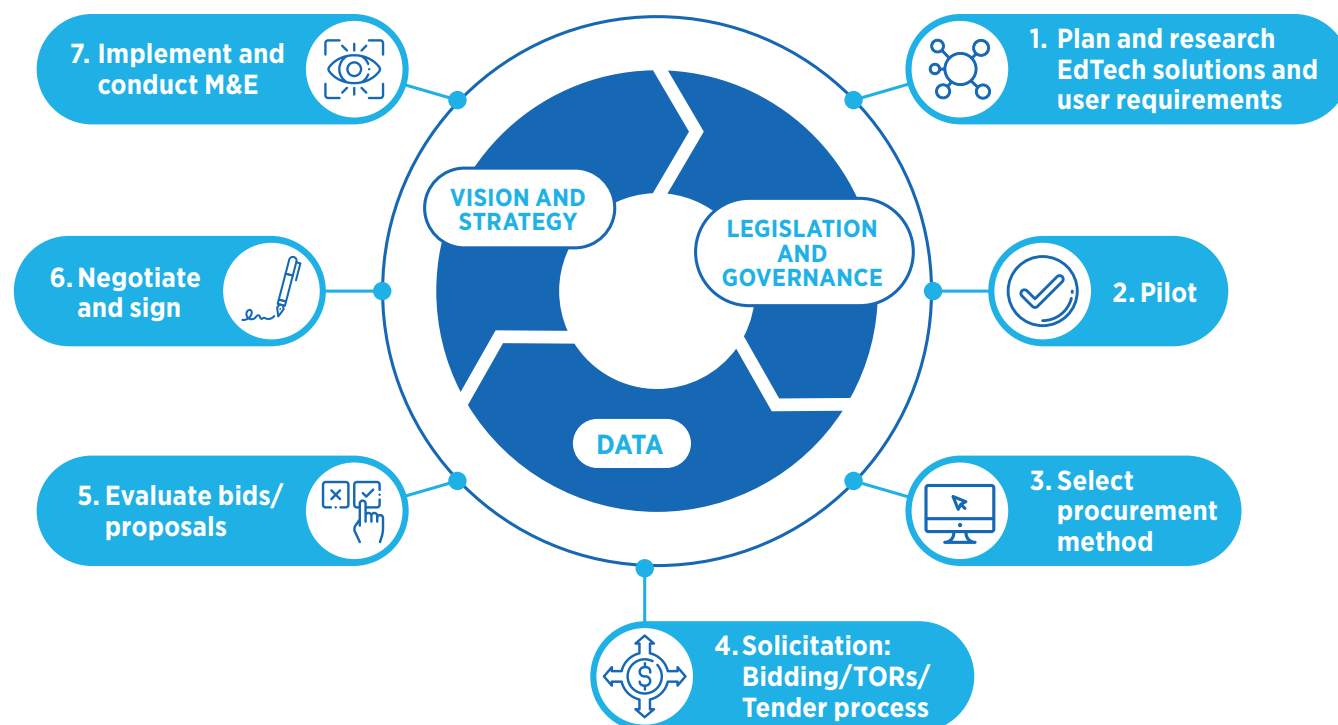 1. Plan and research
EdTech solutions and
user requirements
2. Pilot
3. Select
procurement
method
4. Solicitation:
Bidding/TORs/
Tender process
5. Evaluate bids/
proposals
6. Negotiate
and sign
7. Implement and
conduct M&E
VISION AND
STRATEGY
LEGISLATION
AND
GOVERNANCE
DATA
$